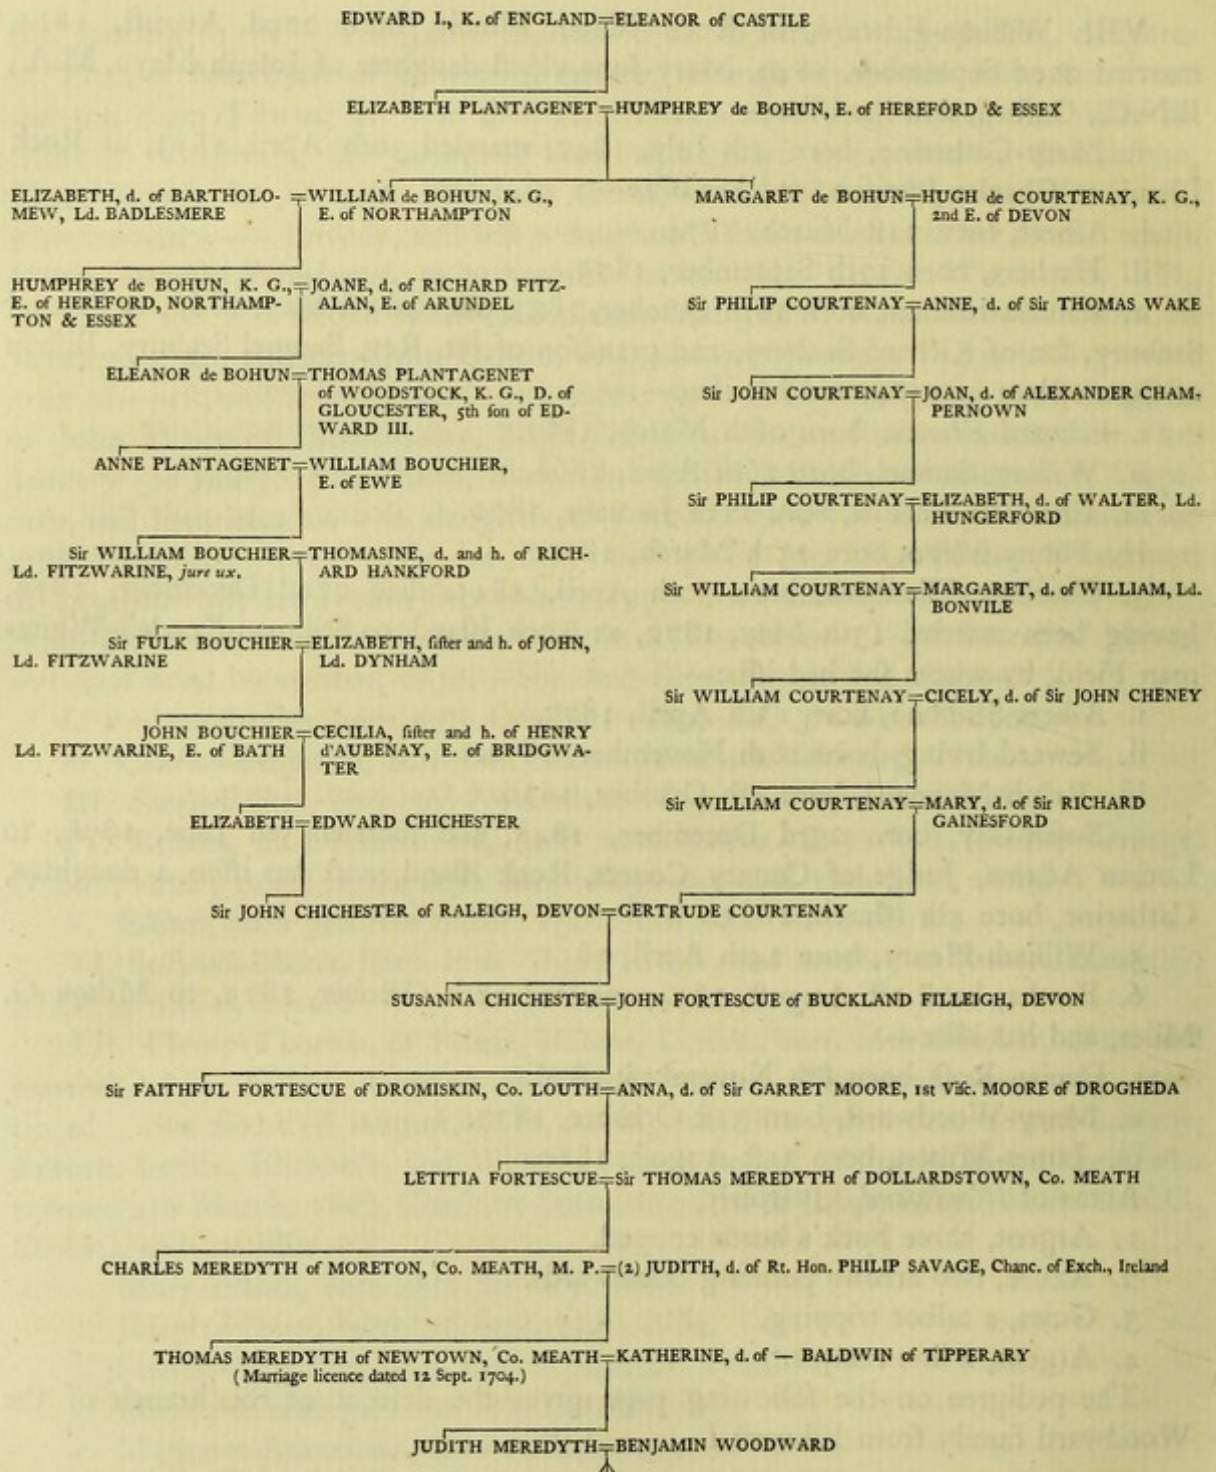 EDWARD I., K. of ENGLAND=ELEANOR of CASTILE
ELIZABETH PLANTAGENET=HUMPHREY de BOHUN, E. of HEREFORD & ESSEX
ELIZABETH, d. of BARTHOLO-
MEW, Ld. BADLESMERE
=WILLIAM de BOHUN, K. G.,
E. of NORTHAMPTON
MARGARET de BOHUN=HUGH de COURTENAY, K. G.,
2nd E. of DEVON
HUMPHREY de BOHUN, K. G.,
E. of HEREFORD, NORTHAMP-
TON & ESSEX
=JOANE, d. of RICHARD FITZ-
ALAN, E. of ARUNDEL
Sir PHILIP COURTENAY=ANNE, d. of Sir THOMAS WAKE
ELEANOR de BOHUN=THOMAS PLANTAGENET
of WOODSTOCK, K. G., D. of
GLOUCESTER, 5th ſon of ED-
WARD III.
Sir JOHN COURTENAY=JOAN, d. of ALEXANDER CHAM-
PERNOWN
ANNE PLANTAGENET=WILLIAM BOUCHIER,
E. of EWE
Sir PHILIP COURTENAY=ELIZABETH, d. of WALTER, Ld.
HUNGERFORD
Sir WILLIAM BOUCHIER
Ld. FITZWARINE, jure ux.
=THOMASINE, d. and h. of RICH-
ARD HANKFORD
Sir WILLIAM COURTENAY=MARGARET, d. of WILLIAM, Ld.
BONVILE
Sir FULK BOUCHIER
Ld. FITZWARINE
=ELIZABETH, ſiſter and h. of JOHN,
Ld. DYNHAM
Sir WILLIAM COURTENAY=CICELY, d. of Sir JOHN CHENEY
JOHN BOUCHIER
Ld. FITZWARINE, E. of BATH
=CECILIA, ſiſter and h. of HENRY
d'AUBENAY, E. of BRIDGWA-
TER
Sir WILLIAM COURTENAY=MARY, d. of Sir RICHARD
GAINESFORD
ELIZABETH=EDWARD CHICHESTER
Sir JOHN CHICHESTER of RALEIGH, DEVON=GERTRUDE COURTENAY
SUSANNA CHICHESTER=JOHN FORTESCUE of BUCKLAND FILLEIGH, DEVON
Sir FAITHFUL FORTESCUE of DROMISKIN, Co. LOUTH=ANNA, d. of Sir GARRET MOORE, 1st Viſc. MOORE of DROGHEDA
LETITIA FORTESCUE=Sir THOMAS MEREDYTH of DOLLARDSTOWN, Co. MEATH
CHARLES MEREDYTH of MORETON, Co. MEATH, M. P.=(2) JUDITH, d. of Rt. Hon. PHILIP SAVAGE, Chanc. of Exch., Ireland
THOMAS MEREDYTH of NEWTOWN, Co. MEATH=KATHERINE, d. of — BALDWIN of TIPPERARY
(Marriage licence dated 12 Sept. 1704.)
JUDITH MEREDYTH=BENJAMIN WOODWARD